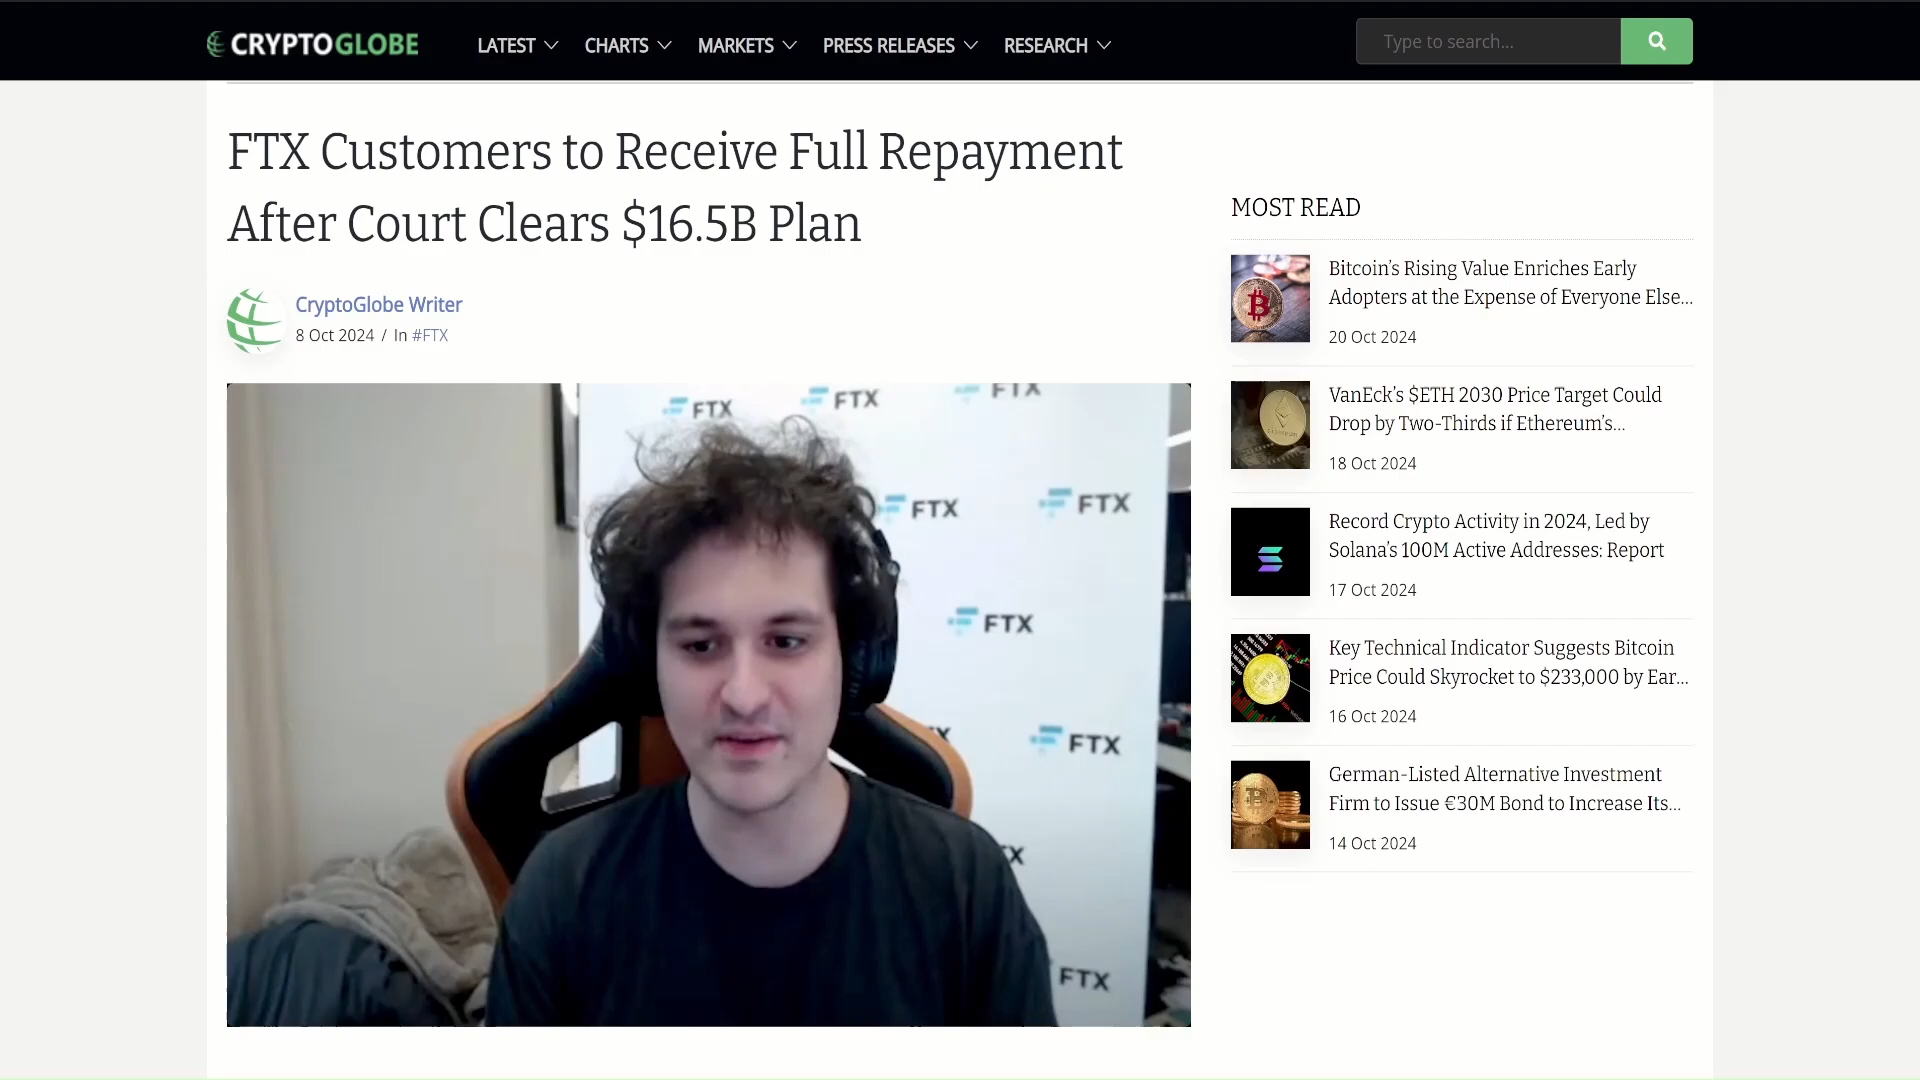 CRYPTOGLOBE
LATEST
CHARTS
MARKETS
PRESS RELEASES
RESEARCH
Type to search...
FTX Customers to Receive Full Repayment
After Court Clears $16.5B Plan
CryptoGlobe Writer
8 Oct 2024 / In #FTX
FTX
FTX
FTX
FTX
FTX
FTX
FTX
FTX
MOST READ
Bitcoin’s Rising Value Enriches Early
Adopters at the Expense of Everyone Else...
20 Oct 2024
VanEck’s $ETH 2030 Price Target Could
Drop by Two-Thirds if Ethereum’s...
18 Oct 2024
Record Crypto Activity in 2024, Led by
Solana’s 100M Active Addresses: Report
17 Oct 2024
Key Technical Indicator Suggests Bitcoin
Price Could Skyrocket to $233,000 by Ear...
16 Oct 2024
German-Listed Alternative Investment
Firm to Issue €30M Bond to Increase Its...
14 Oct 2024